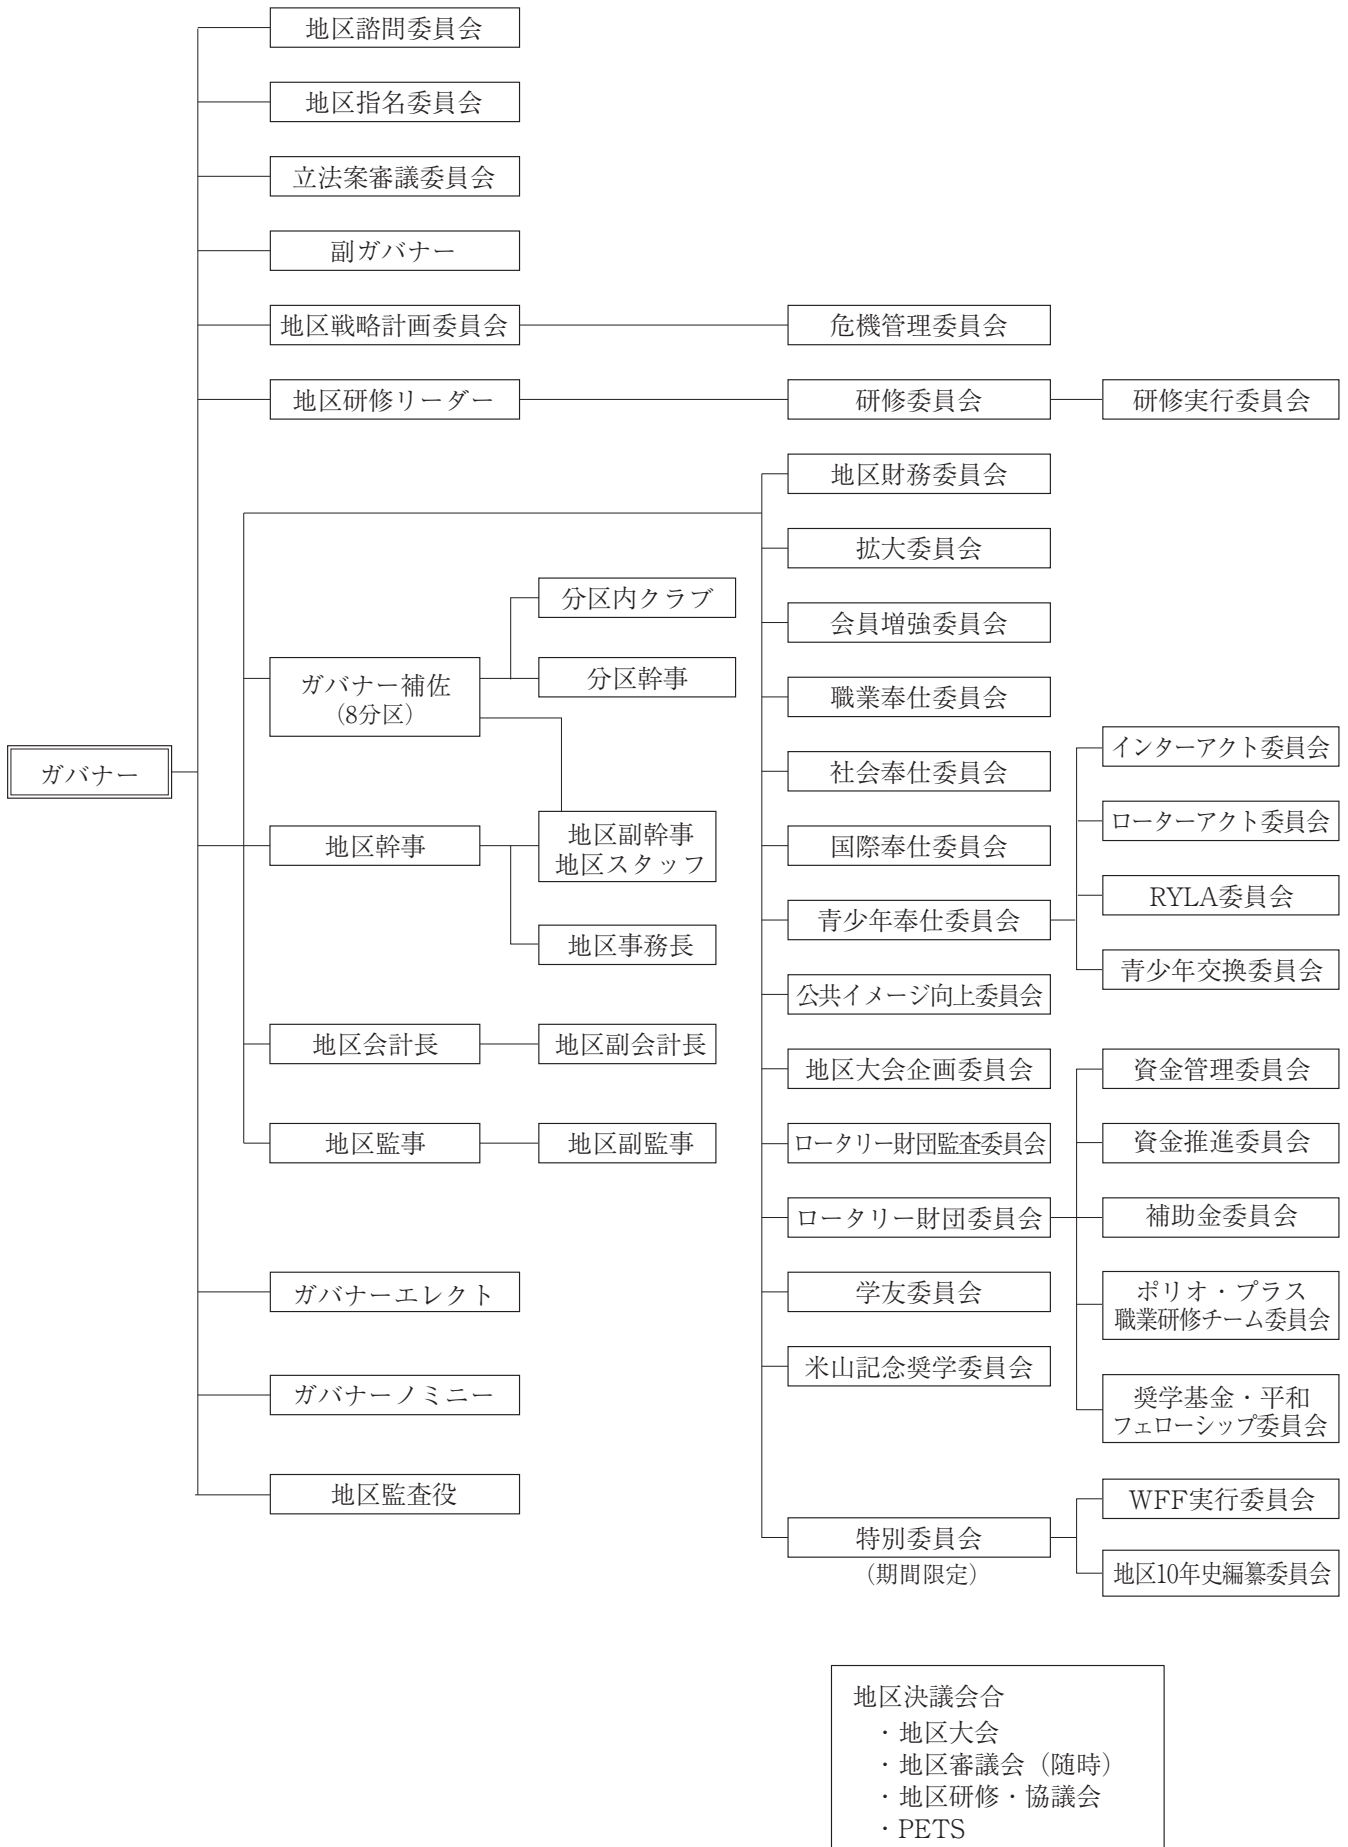 地区諮問委員会
地区指名委員会
立法案審議委員会
副ガバナー
地区戦略計画委員会
危機管理委員会
地区研修リーダー
研修委員会
研修実行委員会
地区財務委員会
拡大委員会
分区内クラブ
会員増強委員会
ガバナー補佐
（8分区）
分区幹事
職業奉仕委員会
インターアクト委員会
ガバナー
社会奉仕委員会
ローターアクト委員会
地区幹事
地区副幹事
地区スタッフ
国際奉仕委員会
RYLA委員会
青少年奉仕委員会
地区事務長
青少年交換委員会
公共イメージ向上委員会
地区会計長
地区副会計長
地区大会企画委員会
資金管理委員会
地区監事
地区副監事
ロータリー財団監査委員会
資金推進委員会
ロータリー財団委員会
補助金委員会
ガバナーエレクト
学友委員会
ポリオ・プラス
職業研修チーム委員会
米山記念奨学委員会
ガバナーノミニー
奨学基金・平和
フェローシップ委員会
地区監査役
WFF実行委員会
特別委員会
（期間限定）
地区10年史編纂委員会
地区決議会合
・地区大会
・地区審議会（随時）
・地区研修・協議会
・PETS